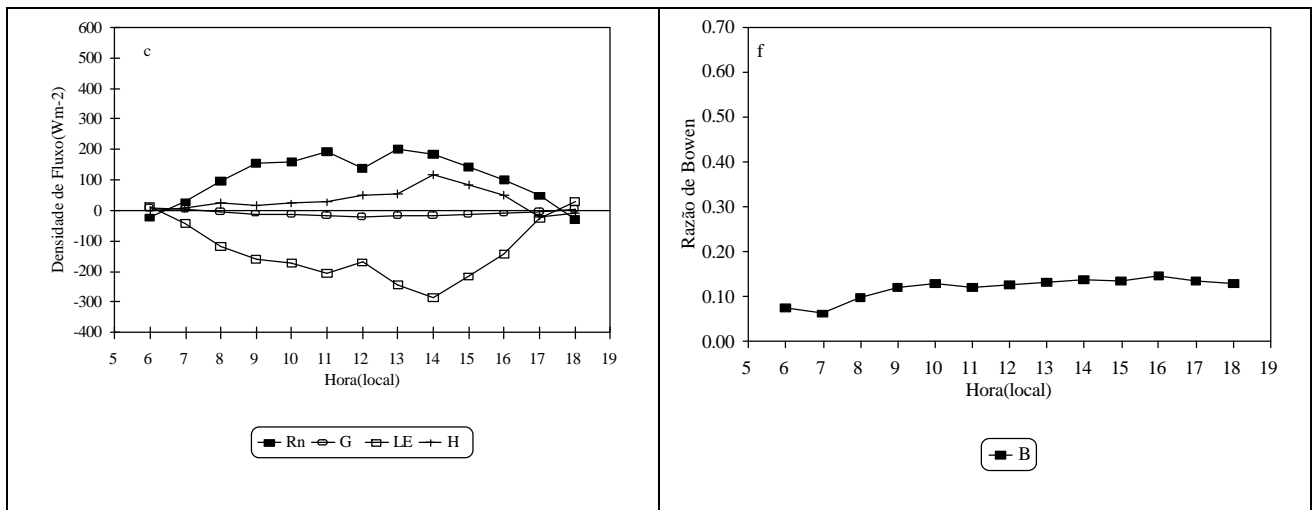 c
Densidade de Fluxo(Wm-2)
600
500
400
300
200
100
0
-100
-200
-300
-400
5 6 7 8 9 10 11 12 13 14 15 16 17 18 19
Hora(local)
Rn G LE H
f
Razão de Bowen
0.70
0.60
0.50
0.40
0.30
0.20
0.10
0.00
5 6 7 8 9 10 11 12 13 14 15 16 17 18 19
Hora(local)
B